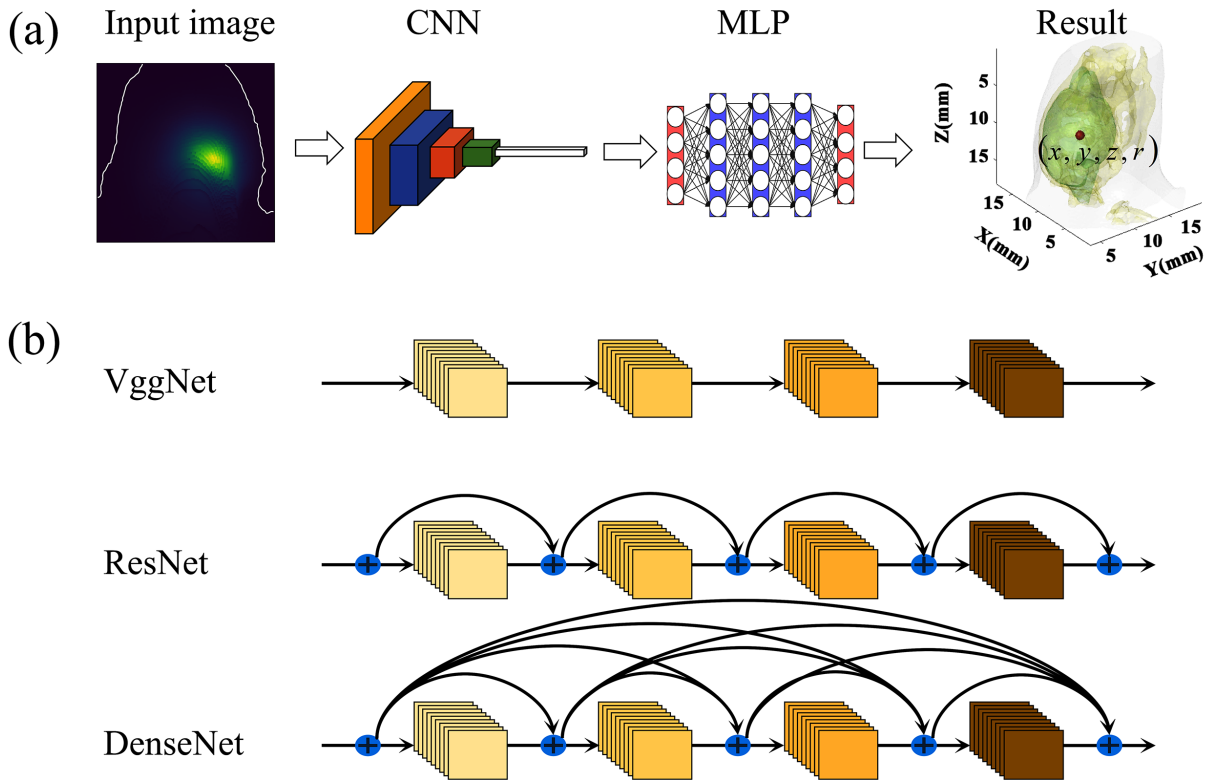 (a)
Input image
CNN
MLP
Result
Z(mm)
5
10
15
(x, y, z, r)
15
10
5
X(mm)
5
10
15
Y(mm)
(b)
VggNet
ResNet
+ + + + +
DenseNet
+ + + + +